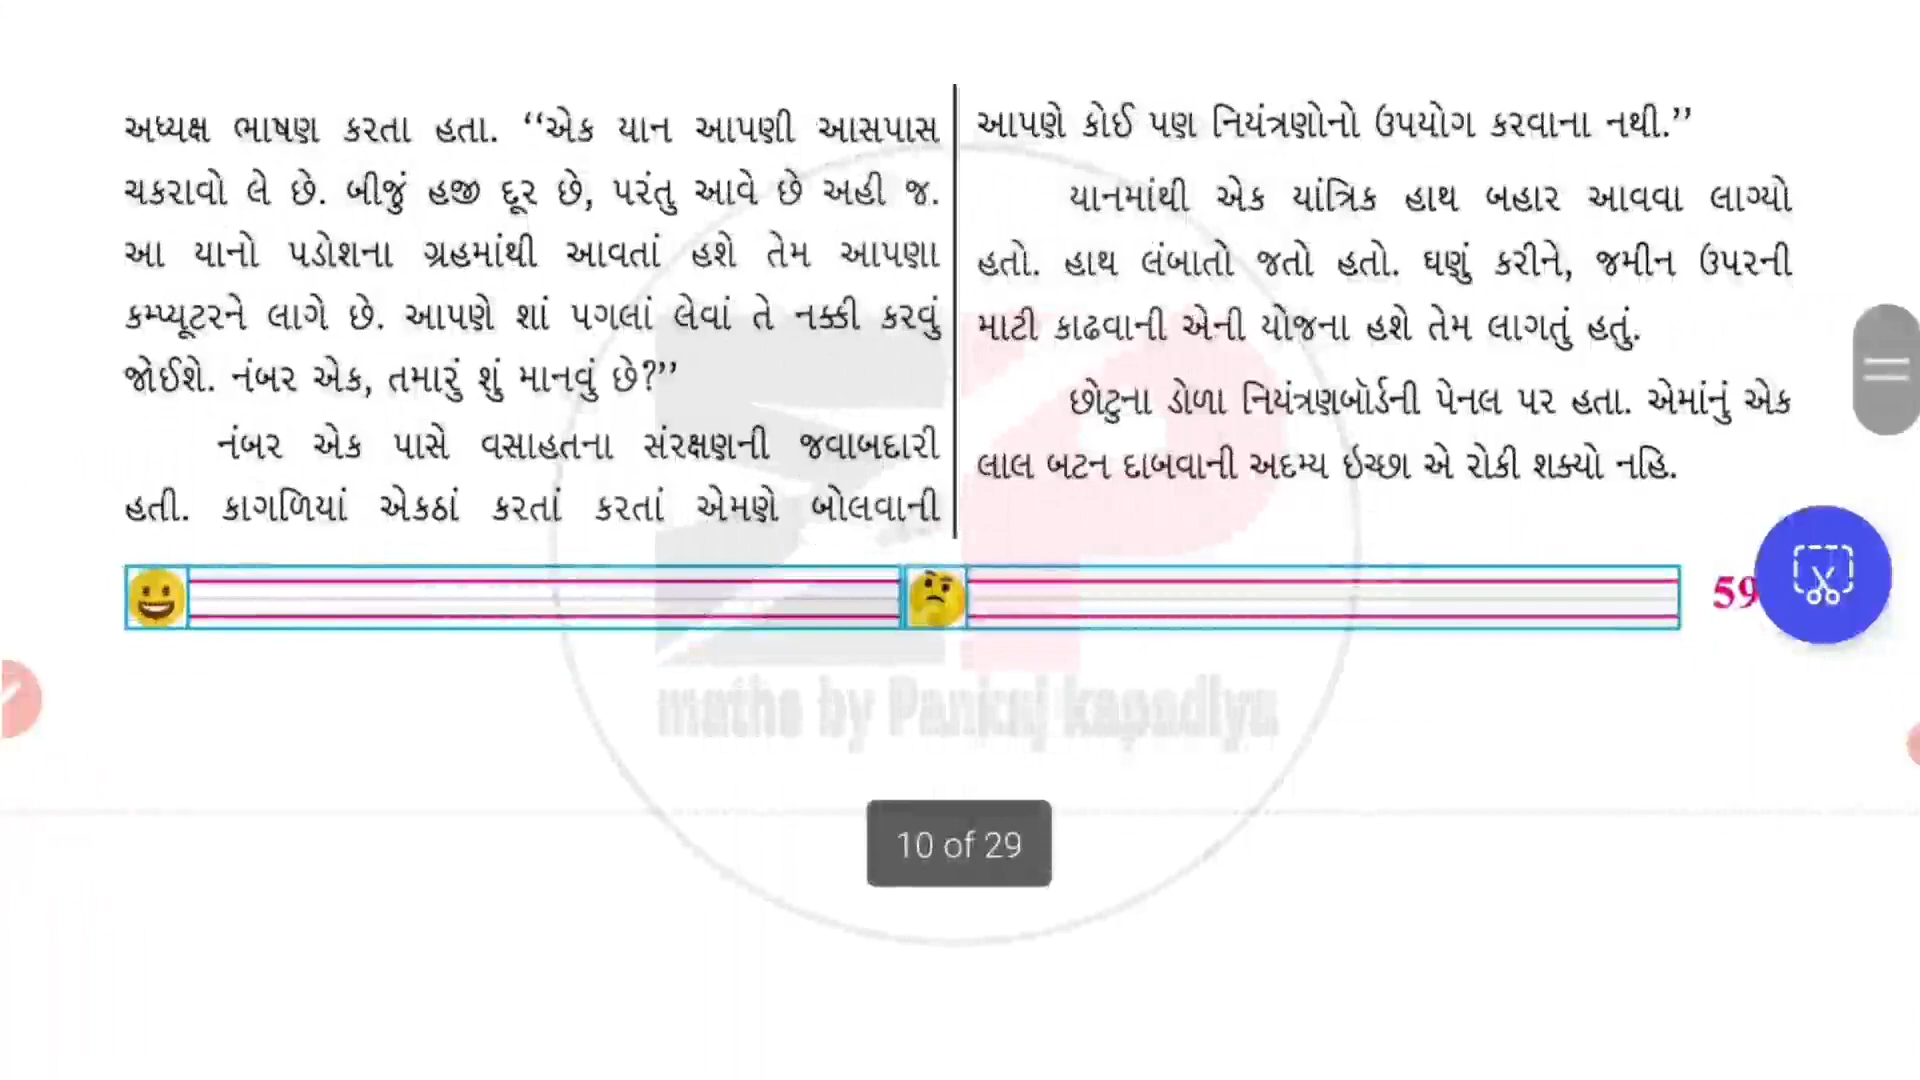 અધ્યક્ષ ભાષણ કરતા હતા. ‘‘એક યાન આપણી આસપાસ
ચકરાવો લે છે. બીજું હજી દૂર છે, પરંતુ આવે છે અહી જ.
આ યાનો પડોશના ગ્રહમાંથી આવતાં હશે તેમ આપણા
કમ્પ્યૂટરને લાગે છે. આપણે શાં પગલાં લેવાં તે નક્કી કરવું
જોઈશે. નંબર એક, તમારું શું માનવું છે?’’
નંબર એક પાસે વસાહતના સંરક્ષણની જવાબદારી
હતી. કાગળિયાં એકઠાં કરતાં કરતાં એમણે બોલવાની
આપણે કોઈ પણ નિયંત્રણોનો ઉપયોગ કરવાના નથી.’’
યાનમાંથી એક યાંત્રિક હાથ બહાર આવવા લાગ્યો
હતો. હાથ લંબાતો જતો હતો. ઘણું કરીને, જમીન ઉપરની
માટી કાઢવાની એની યોજના હશે તેમ લાગતું હતું.
છોટુના ડોળા નિયંત્રણબૉર્ડની પેનલ પર હતા. એમાંનું એક
લાલ બટન દાબવાની અદમ્ય ઇચ્છા એ રોકી શક્યો નહિ.
59
maths by Pankaj kapadiya
10 of 29